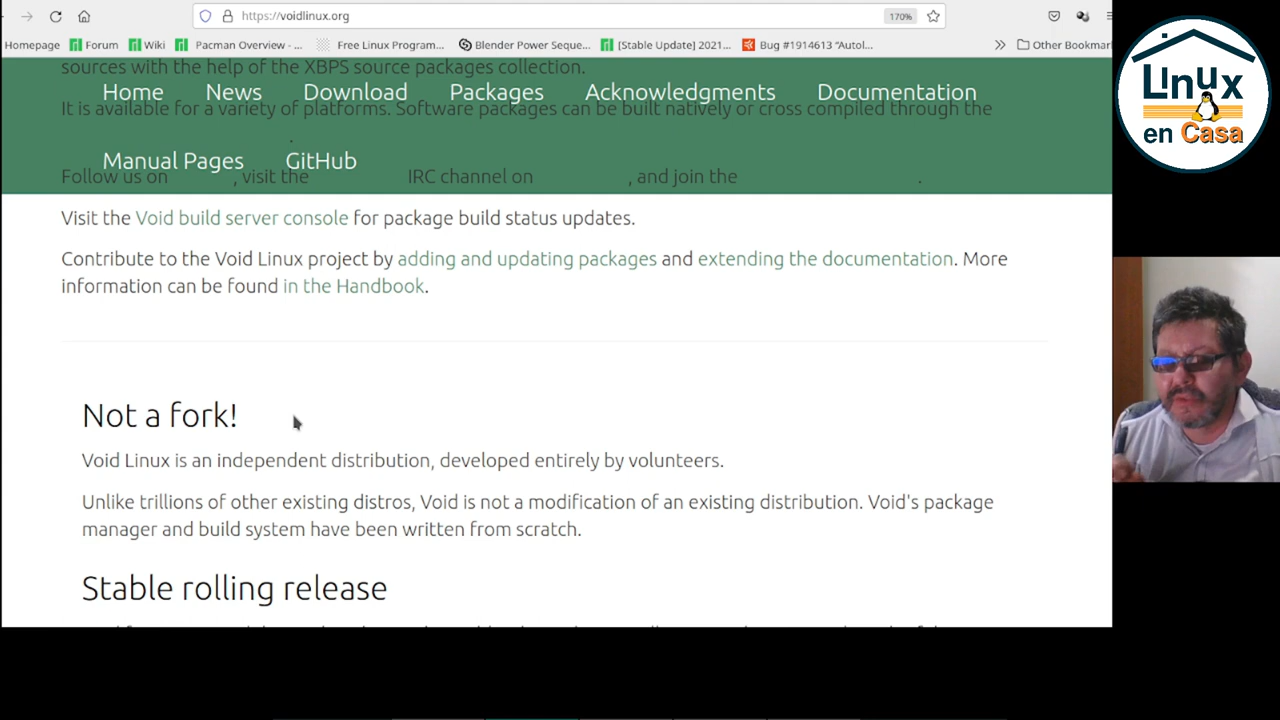 https://voidlinux.org
170%
Homepage Forum Wiki Pacman Overview - ... Free Linux Program... Blender Power Seque... [Stable Update] 2021... Bug #1914613 “Autol... Other Bookmar
sources with the help of the XBPS source packages collection.
Home News Download Packages Acknowledgments Documentation
It is available for a variety of platforms. Software packages can be built natively or cross compiled through the
.
Manual Pages GitHub
Follow us on , visit the IRC channel on , and join the .
Visit the Void build server console for package build status updates.
Contribute to the Void Linux project by adding and updating packages and extending the documentation. More
information can be found in the Handbook.
Not a fork!
Void Linux is an independent distribution, developed entirely by volunteers.
Unlike trillions of other existing distros, Void is not a modification of an existing distribution. Void's package
manager and build system have been written from scratch.
Stable rolling release
LInUx
en Casa